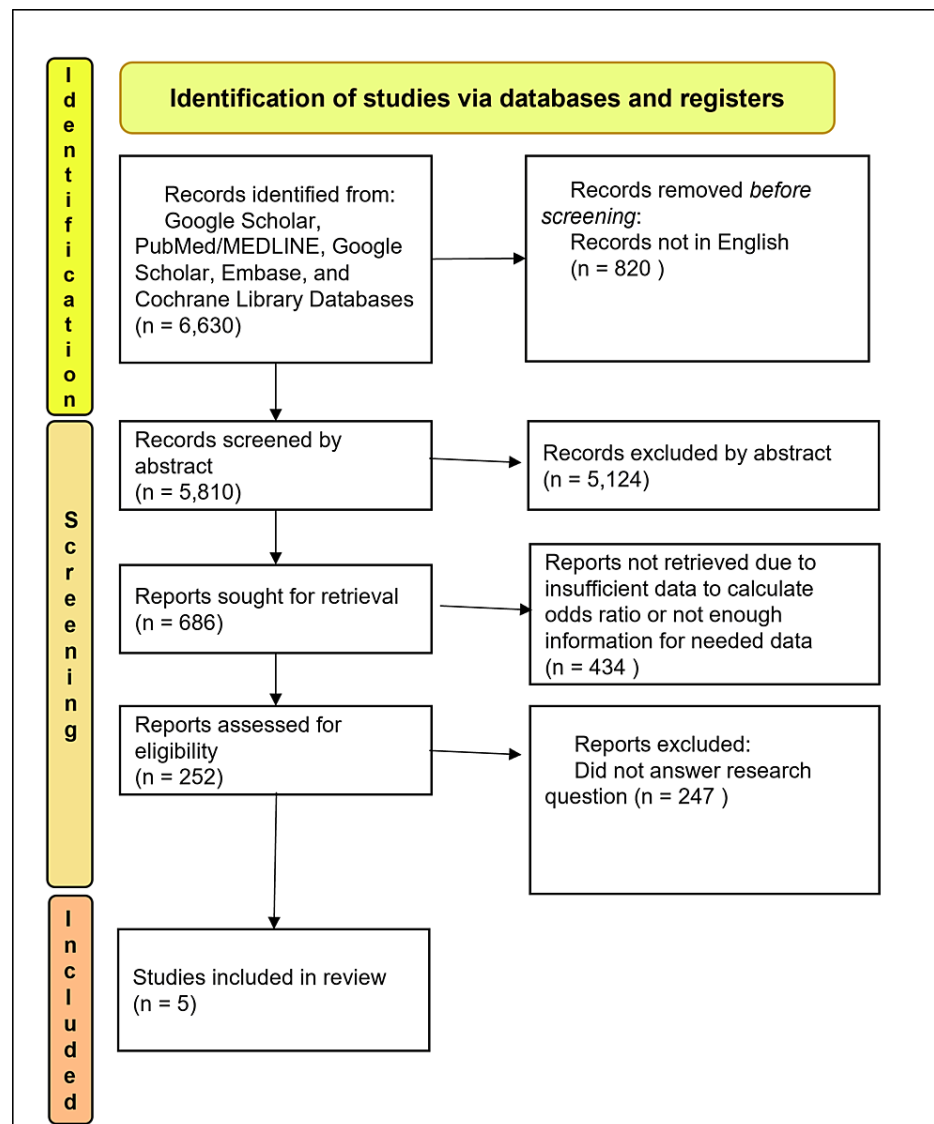 Identification
Identification of studies via databases and registers
Records identified from:
Google Scholar,
PubMed/MEDLINE, Google
Scholar, Embase, and
Cochrane Library Databases
(n = 6,630)
Records removed before
screening:
Records not in English
(n = 820 )
Screening
Records screened by
abstract
(n = 5,810)
Records excluded by abstract
(n = 5,124)
Reports sought for retrieval
(n = 686)
Reports not retrieved due to
insufficient data to calculate
odds ratio or not enough
information for needed data
(n = 434 )
Reports assessed for
eligibility
(n = 252)
Reports excluded:
Did not answer research
question (n = 247 )
Included
Studies included in review
(n = 5)